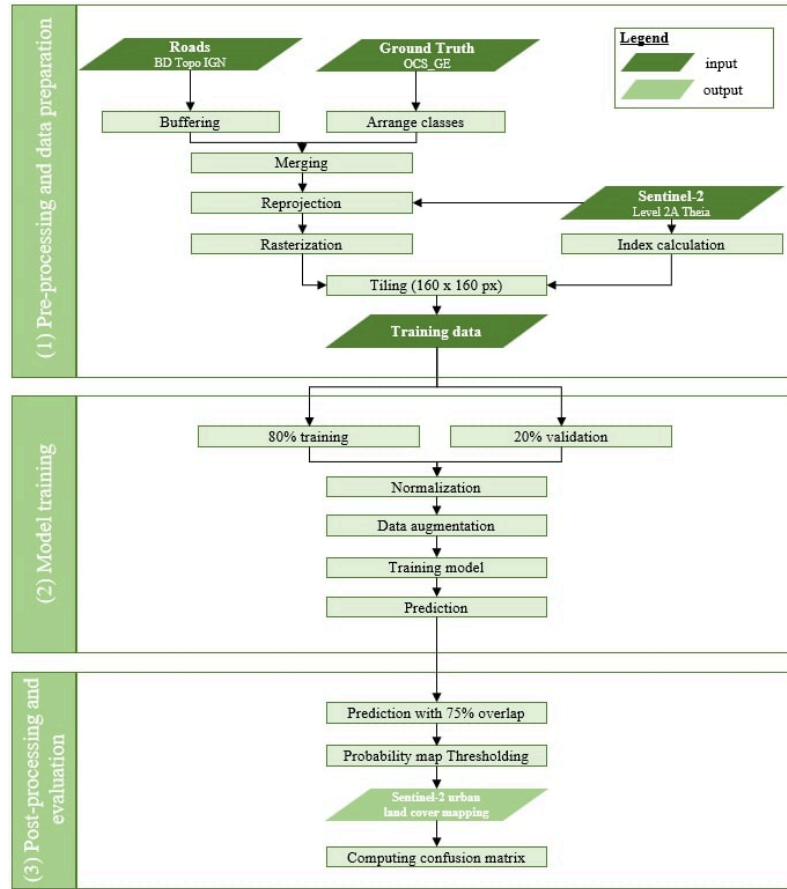 Roads
BD Topo IGN
Ground Truth
OCS_GE
Legend
input
output
Buffering
Arrange classes
Merging
Reprojection
Sentinel-2
Level 2A Theia
Rasterization
Index calculation
Tiling (160 x 160 px)
Training data
(1) Pre-processing and data preparation
80% training
20% validation
Normalization
Data augmentation
Training model
Prediction
(2) Model training
Prediction with 75% overlap
Probability map Thresholding
Sentinel-2 urban
land cover mapping
Computing confusion matrix
(3) Post-processing and
evaluation